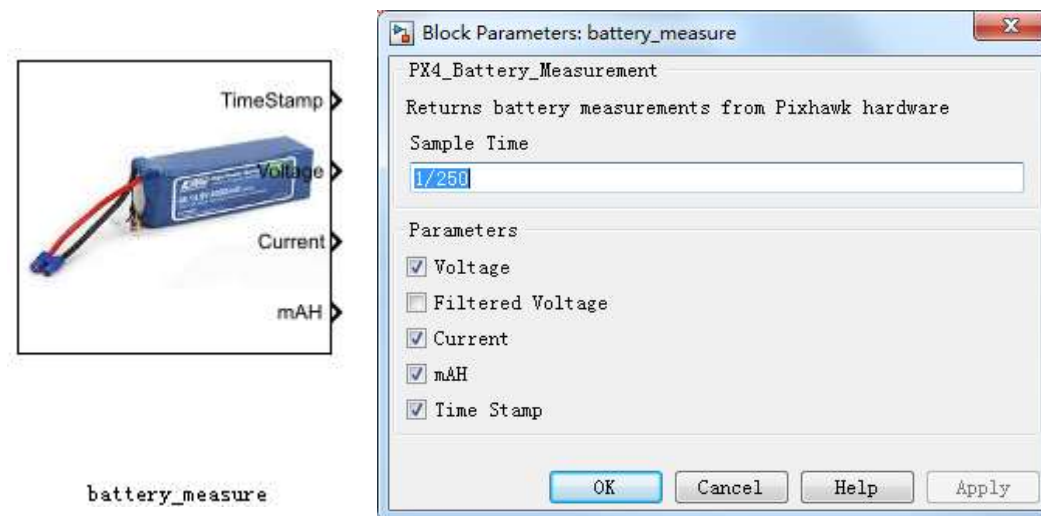 TimeStamp
Voltage
Current
mAH
battery_measure
Block Parameters: battery_measure
PX4_Battery_Measurement
Returns battery measurements from Pixhawk hardware
Sample Time
1/250
Parameters
Voltage
Filtered Voltage
Current
mAH
Time Stamp
OK Cancel Help Apply